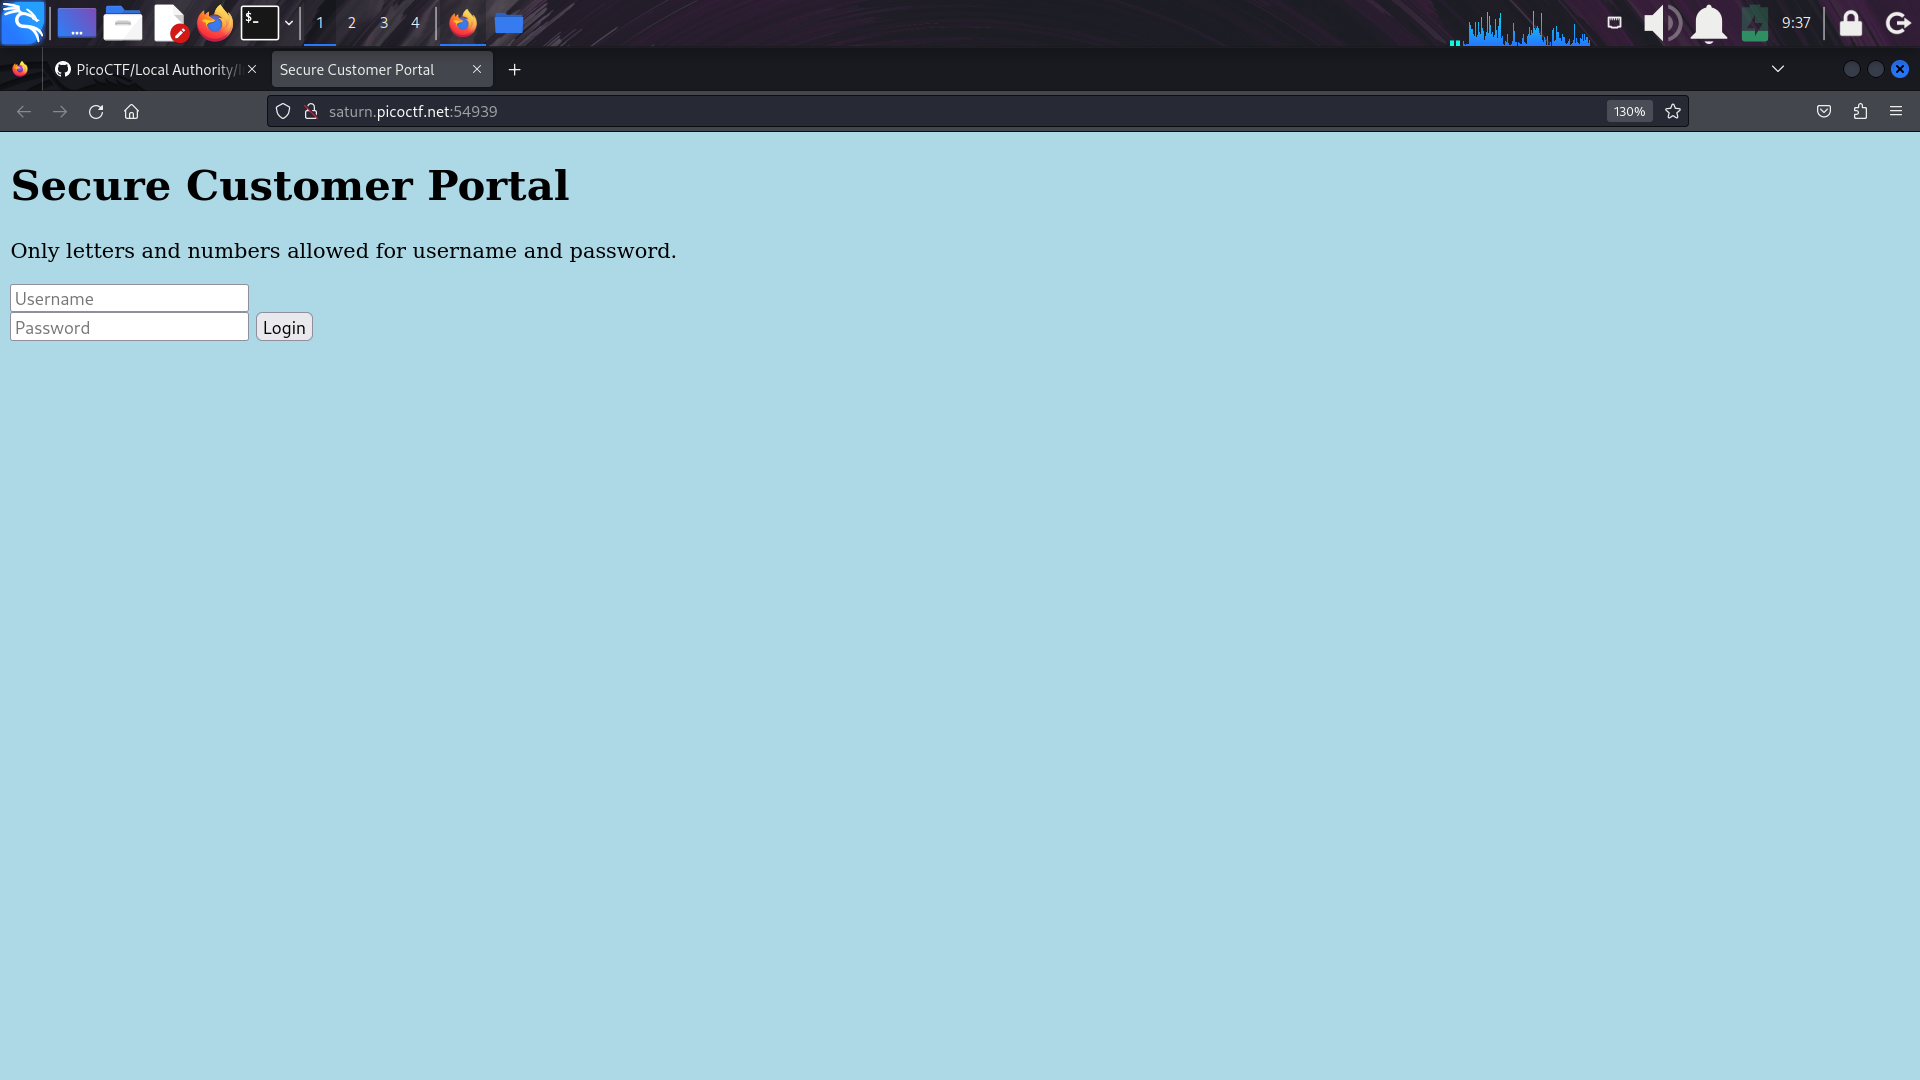 $-
1 2 3 4
9:37
PicoCTF/Local Authority/
Secure Customer Portal
saturn.picoctf.net:54939
130%
Secure Customer Portal
Only letters and numbers allowed for username and password.
Username
Password
Login